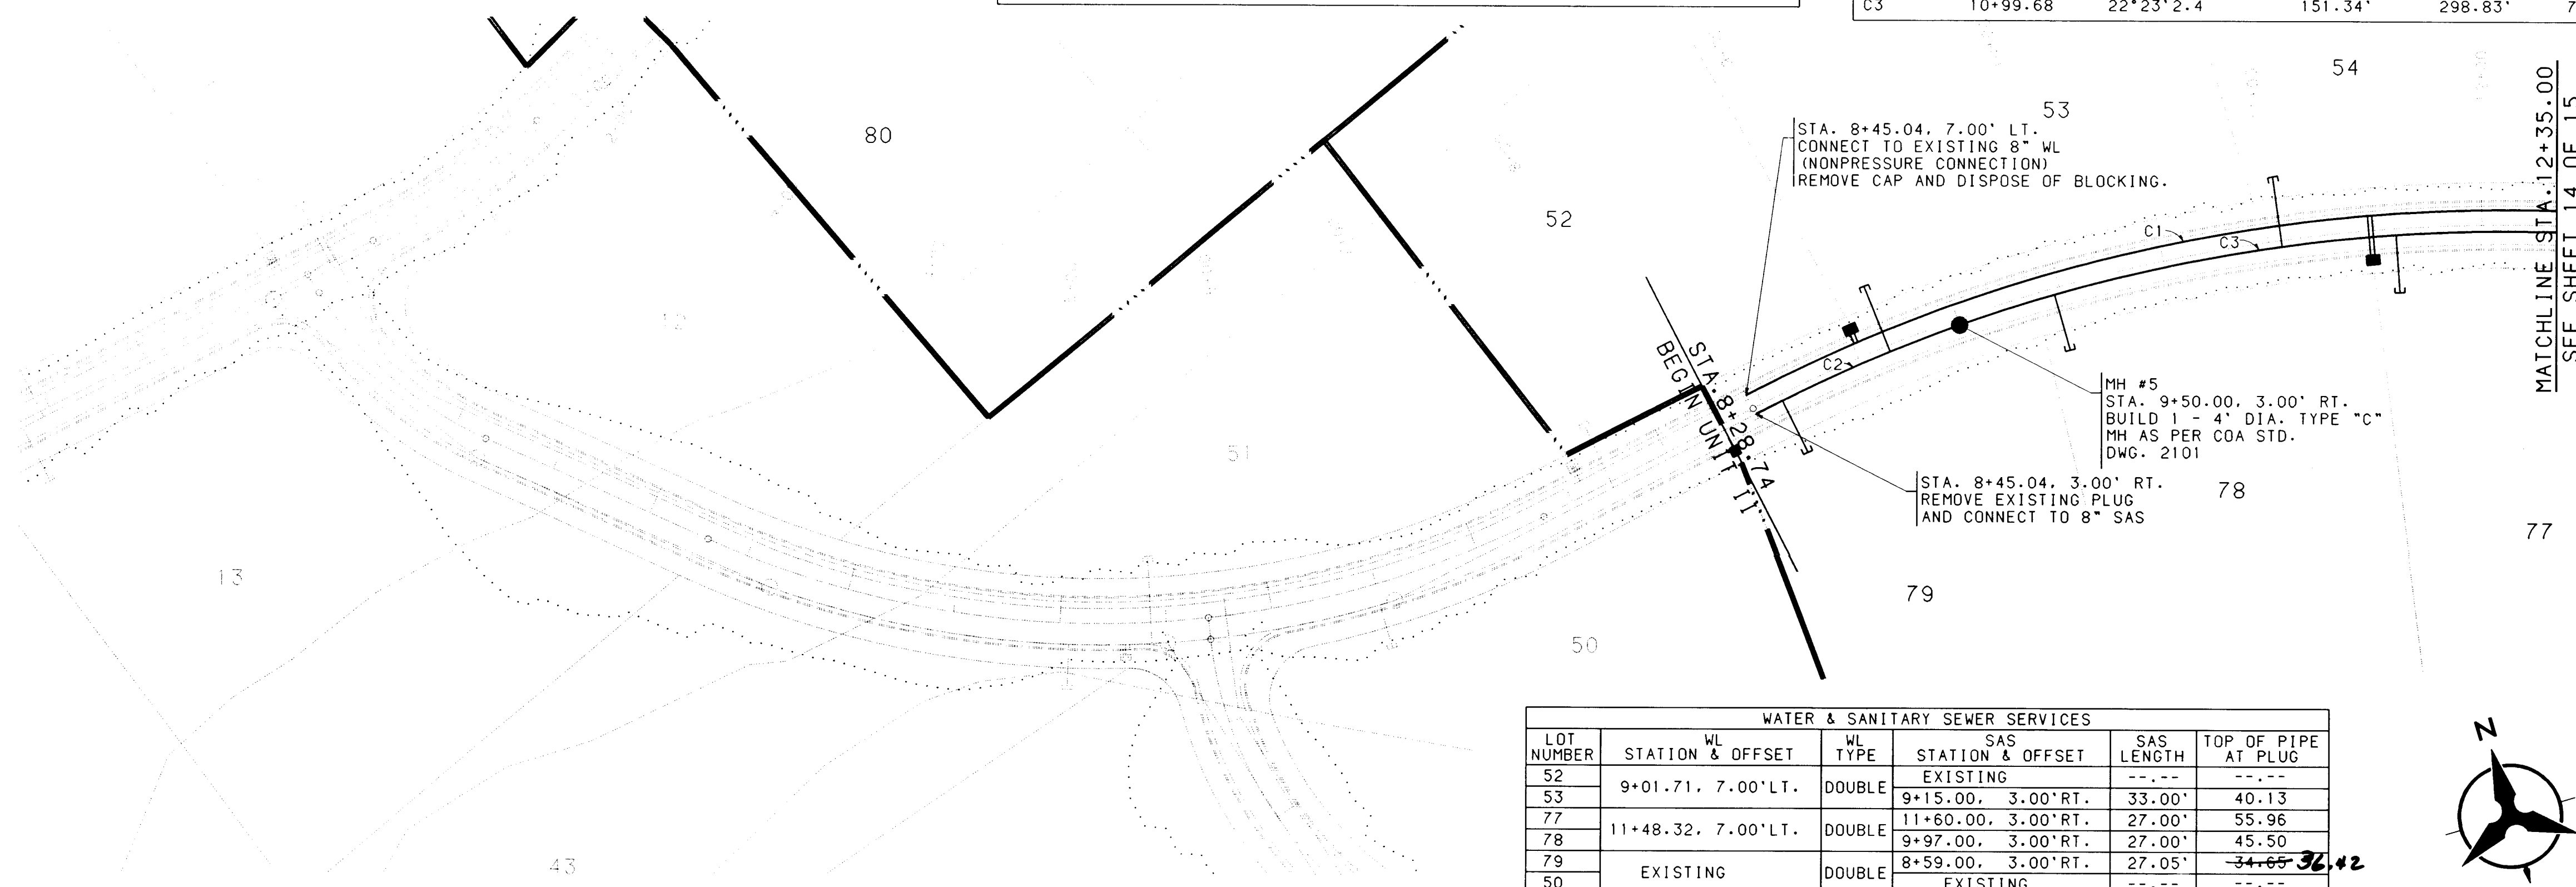 C3 10+99.68 22°23'2.4 151.34' 298.83' 7
54
53
80
52
STA. 8+45.04, 7.00' LT.
CONNECT TO EXISTING 8" WL
(NONPRESSURE CONNECTION)
REMOVE CAP AND DISPOSE OF BLOCKING.
MATCHLINE STA.12+35.00
SEE SHEET 14 OF 15
C1
C3
C2
12
STA. 8+28.74
BEGIN UNIT II
MH #5
STA. 9+50.00, 3.00' RT.
BUILD 1 - 4' DIA. TYPE "C"
MH AS PER COA STD.
DWG. 2101
51
STA. 8+45.04, 3.00' RT.
REMOVE EXISTING PLUG
AND CONNECT TO 8" SAS
78
77
13
79
50
43
N
WATER & SANITARY SEWER SERVICES
LOT NUMBER WL STATION & OFFSET WL TYPE SAS STATION & OFFSET SAS LENGTH TOP OF PIPE AT PLUG
52 9+01.71, 7.00'LT. DOUBLE EXISTING --.-- --.--
53 9+15.00, 3.00'RT. 33.00' 40.13
77 11+48.32, 7.00'LT. DOUBLE 11+60.00, 3.00'RT. 27.00' 55.96
78 9+97.00, 3.00'RT. 27.00' 45.50
79 EXISTING DOUBLE 8+59.00, 3.00'RT. 27.05' 34.65 36.42
50 EXISTING --.-- --.--